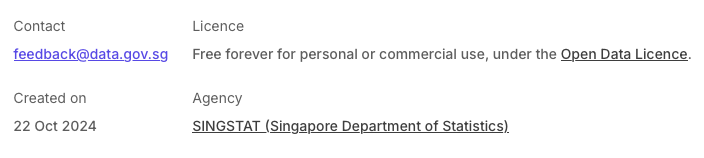 Contact
Licence
feedback@data.gov.sg
Free forever for personal or commercial use, under the Open Data Licence.
Created on
Agency
22 Oct 2024
SINGSTAT (Singapore Department of Statistics)